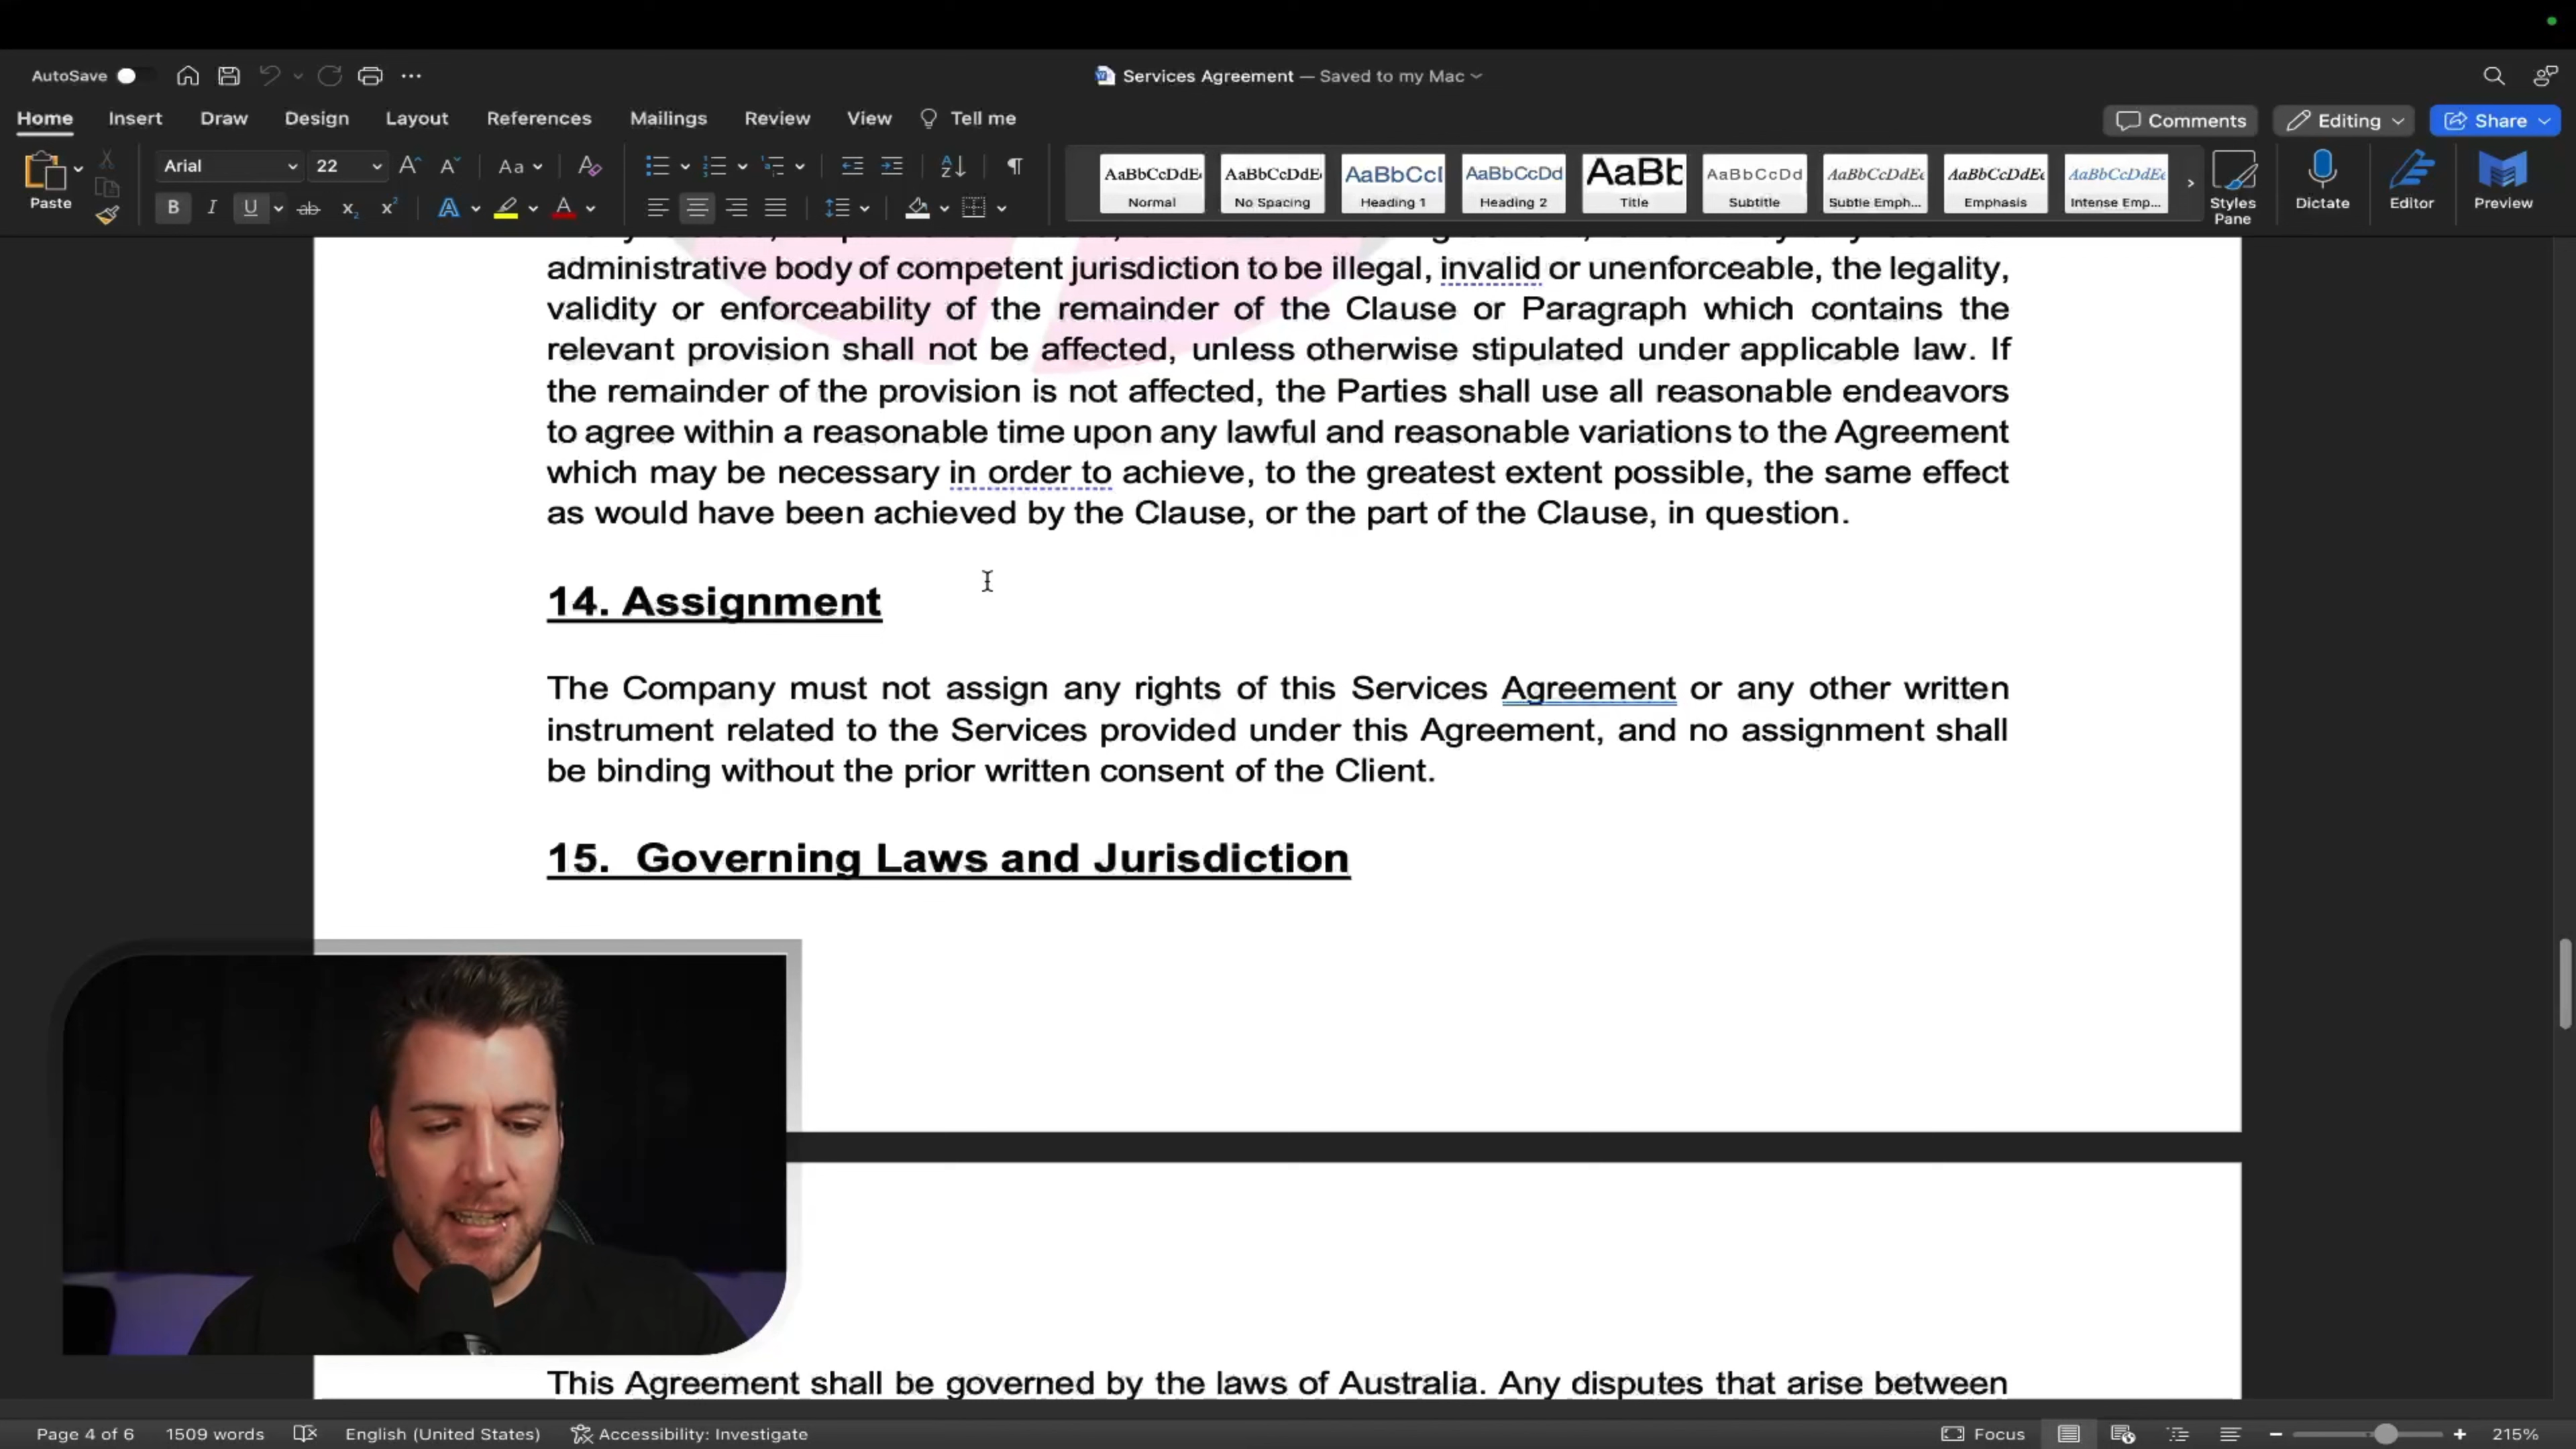 AutoSave
Services Agreement — Saved to my Mac
Home Insert Draw Design Layout References Mailings Review View Tell me
Comments Editing Share
Paste
Arial 22
AaBbCcDdEe Normal
AaBbCcDdEe No Spacing
AaBbCcI Heading 1
AaBbCcDd Heading 2
AaBb Title
AaBbCcDd Subtitle
AaBbCcDdEe Subtle Emph...
AaBbCcDdEe Emphasis
AaBbCcDdEe Intense Emp...
Styles Pane
Dictate
Editor
Preview
administrative body of competent jurisdiction to be illegal, invalid or unenforceable, the legality,
validity or enforceability of the remainder of the Clause or Paragraph which contains the
relevant provision shall not be affected, unless otherwise stipulated under applicable law. If
the remainder of the provision is not affected, the Parties shall use all reasonable endeavors
to agree within a reasonable time upon any lawful and reasonable variations to the Agreement
which may be necessary in order to achieve, to the greatest extent possible, the same effect
as would have been achieved by the Clause, or the part of the Clause, in question.
14. Assignment
The Company must not assign any rights of this Services Agreement or any other written
instrument related to the Services provided under this Agreement, and no assignment shall
be binding without the prior written consent of the Client.
15. Governing Laws and Jurisdiction
This Agreement shall be governed by the laws of Australia. Any disputes that arise between
Page 4 of 6 1509 words English (United States) Accessibility: Investigate Focus 215%